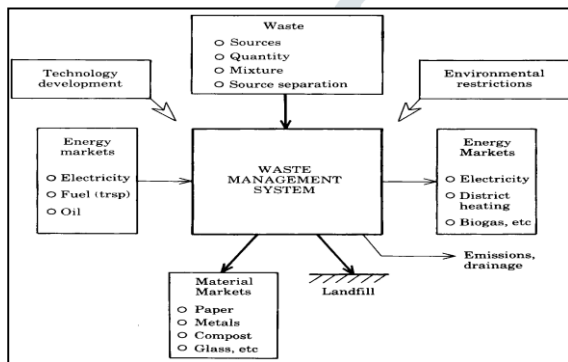 Waste
○ Sources
○ Quantity
○ Mixture
○ Source separation
Technology
development
Environmental
restrictions
Energy
markets
○ Electricity
○ Fuel (trsp)
○ Oil
WASTE
MANAGEMENT
SYSTEM
Energy
Markets
○ Electricity
○ District
heating
○ Biogas, etc
Emissions,
drainage
Material
Markets
○ Paper
○ Metals
○ Compost
○ Glass, etc
Landfill